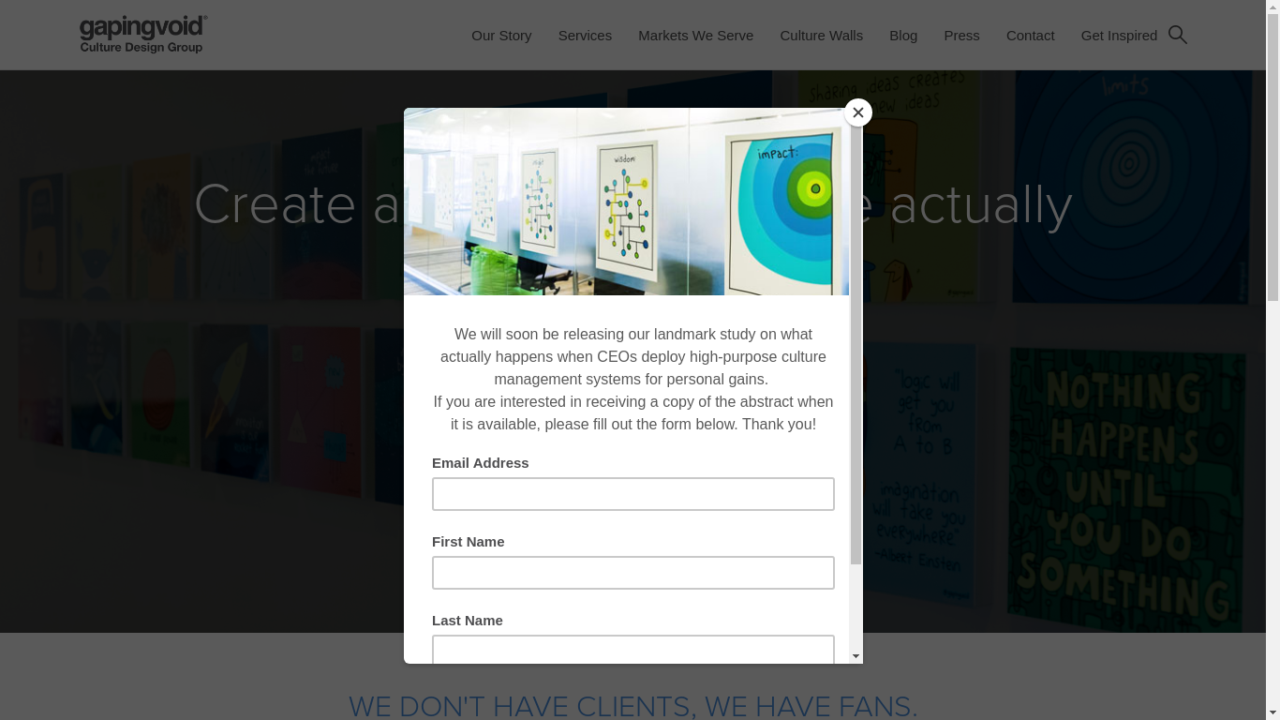 gapingvoid®
Culture Design Group
Our Story Services Markets We Serve Culture Walls Blog Press Contact Get Inspired
sharing ideas creates
new ideas
limits
wisdom
impact:
Create a
actually
We will soon be releasing our landmark study on what
actually happens when CEOs deploy high-purpose culture
management systems for personal gains.
If you are interested in receiving a copy of the abstract when
it is available, please fill out the form below. Thank you!
Email Address
First Name
Last Name
"logic will
get you
from
A to B
imagination
will take you
everywhere."
-Albert Einstein
NOTHING
HAPPENS
UNTIL
YOU DO
SOMETHING
WE DON'T HAVE CLIENTS, WE HAVE FANS.